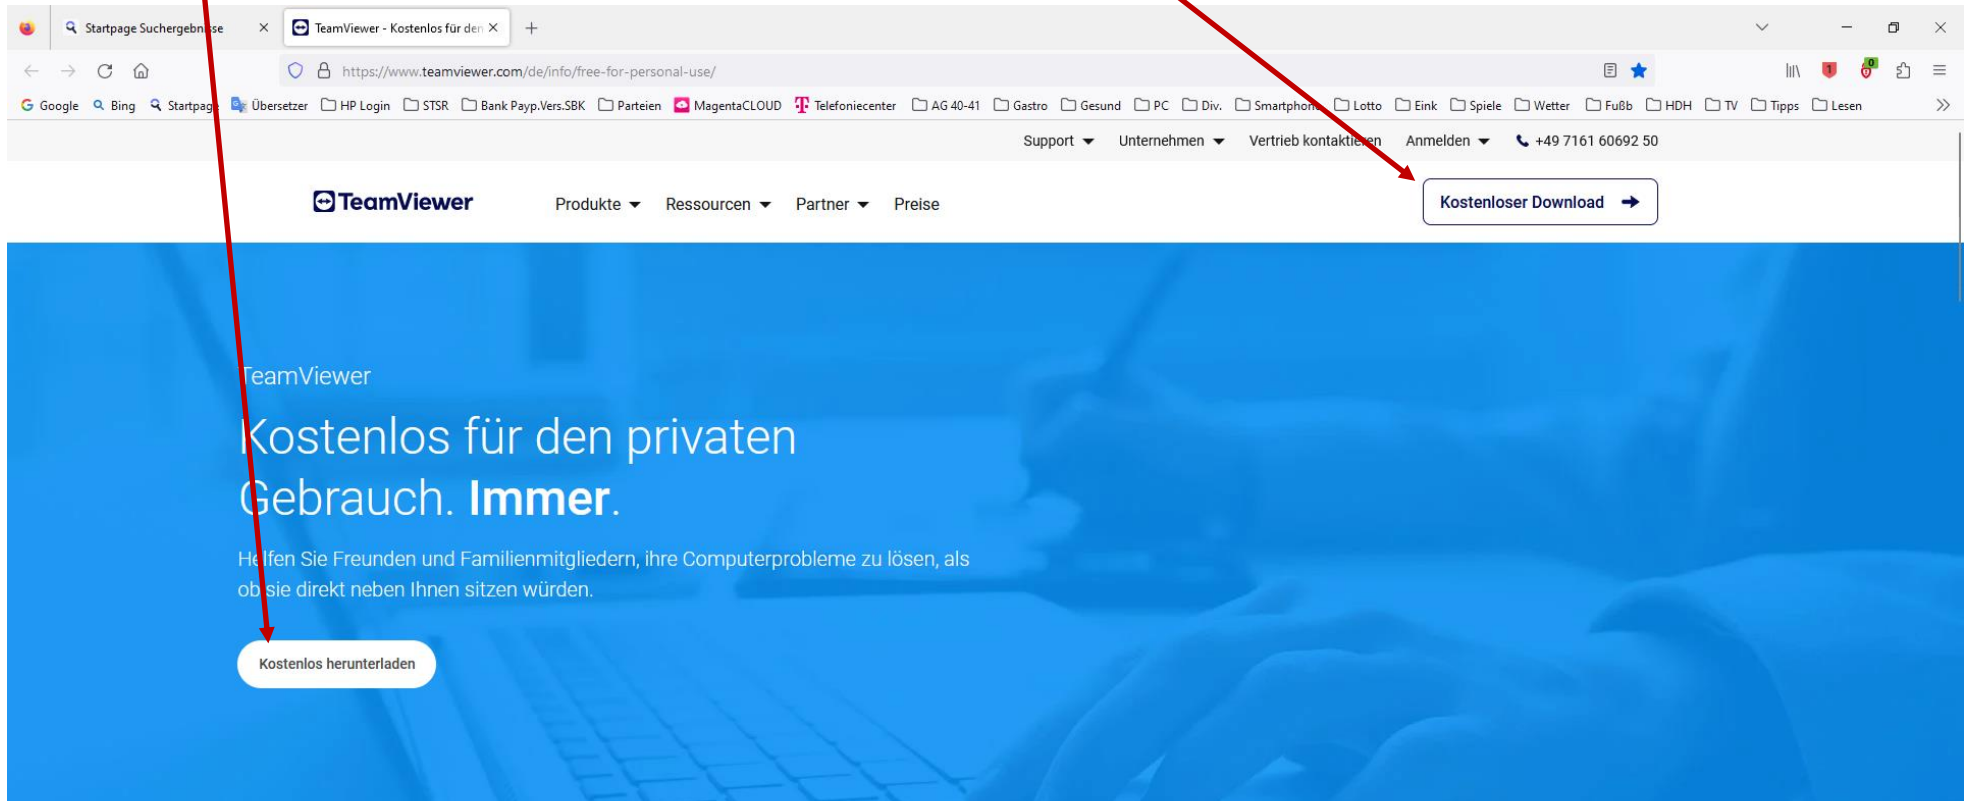 Startpage Suchergebnisse
TeamViewer - Kostenlos für den
https://www.teamviewer.com/de/info/free-for-personal-use/
1
0
Google Bing Startpage Übersetzer HP Login STSR Bank Payp.Vers.SBK Parteien MagentaCLOUD Telefoniecenter AG 40-41 Gastro Gesund PC Div. Smartphone Lotto Eink Spiele Wetter Fußb HDH TV Tipps Lesen
Support Unternehmen Vertrieb kontaktieren Anmelden +49 7161 60692 50
TeamViewer Produkte Ressourcen Partner Preise Kostenloser Download
TeamViewer
Kostenlos für den privaten
Gebrauch. Immer.
Helfen Sie Freunden und Familienmitgliedern, ihre Computerprobleme zu lösen, als
ob sie direkt neben Ihnen sitzen würden.
Kostenlos herunterladen